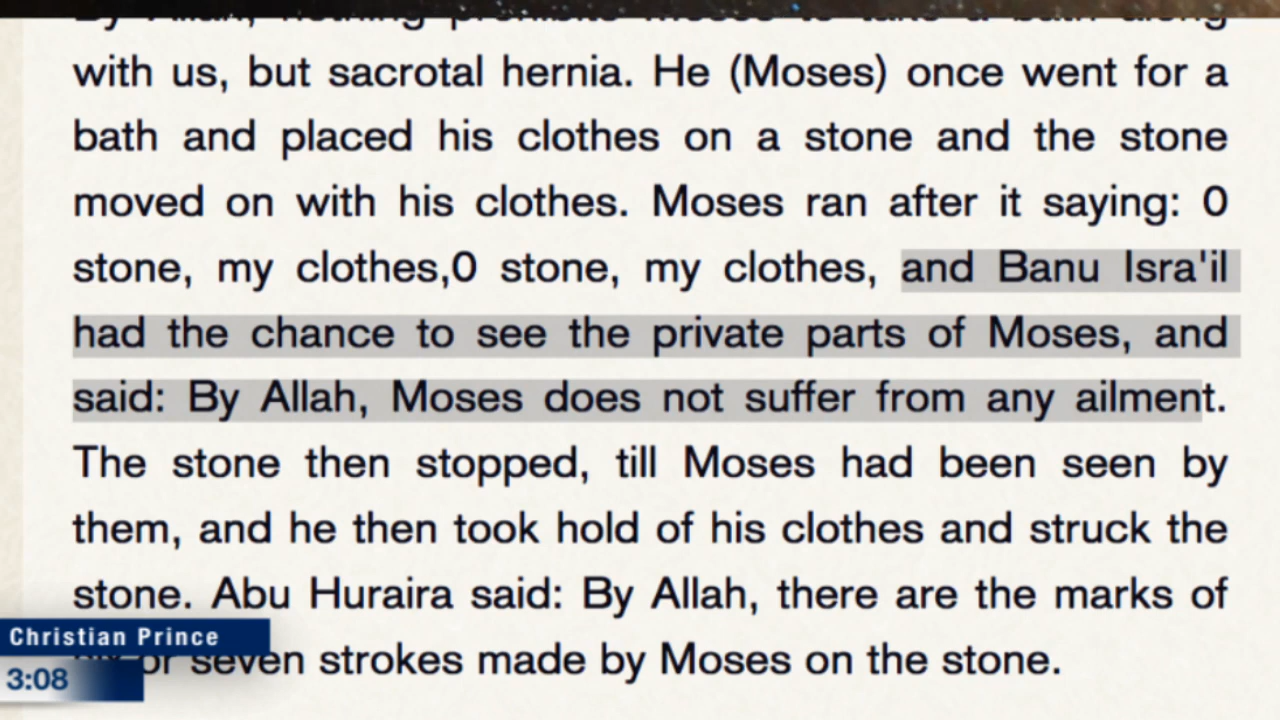 with us, but sacrotal hernia. He (Moses) once went for a
bath and placed his clothes on a stone and the stone
moved on with his clothes. Moses ran after it saying: 0
stone, my clothes,0 stone, my clothes, and Banu Isra'il
had the chance to see the private parts of Moses, and
said: By Allah, Moses does not suffer from any ailment.
The stone then stopped, till Moses had been seen by
them, and he then took hold of his clothes and struck the
stone. Abu Huraira said: By Allah, there are the marks of
or seven strokes made by Moses on the stone.
Christian Prince
3:08